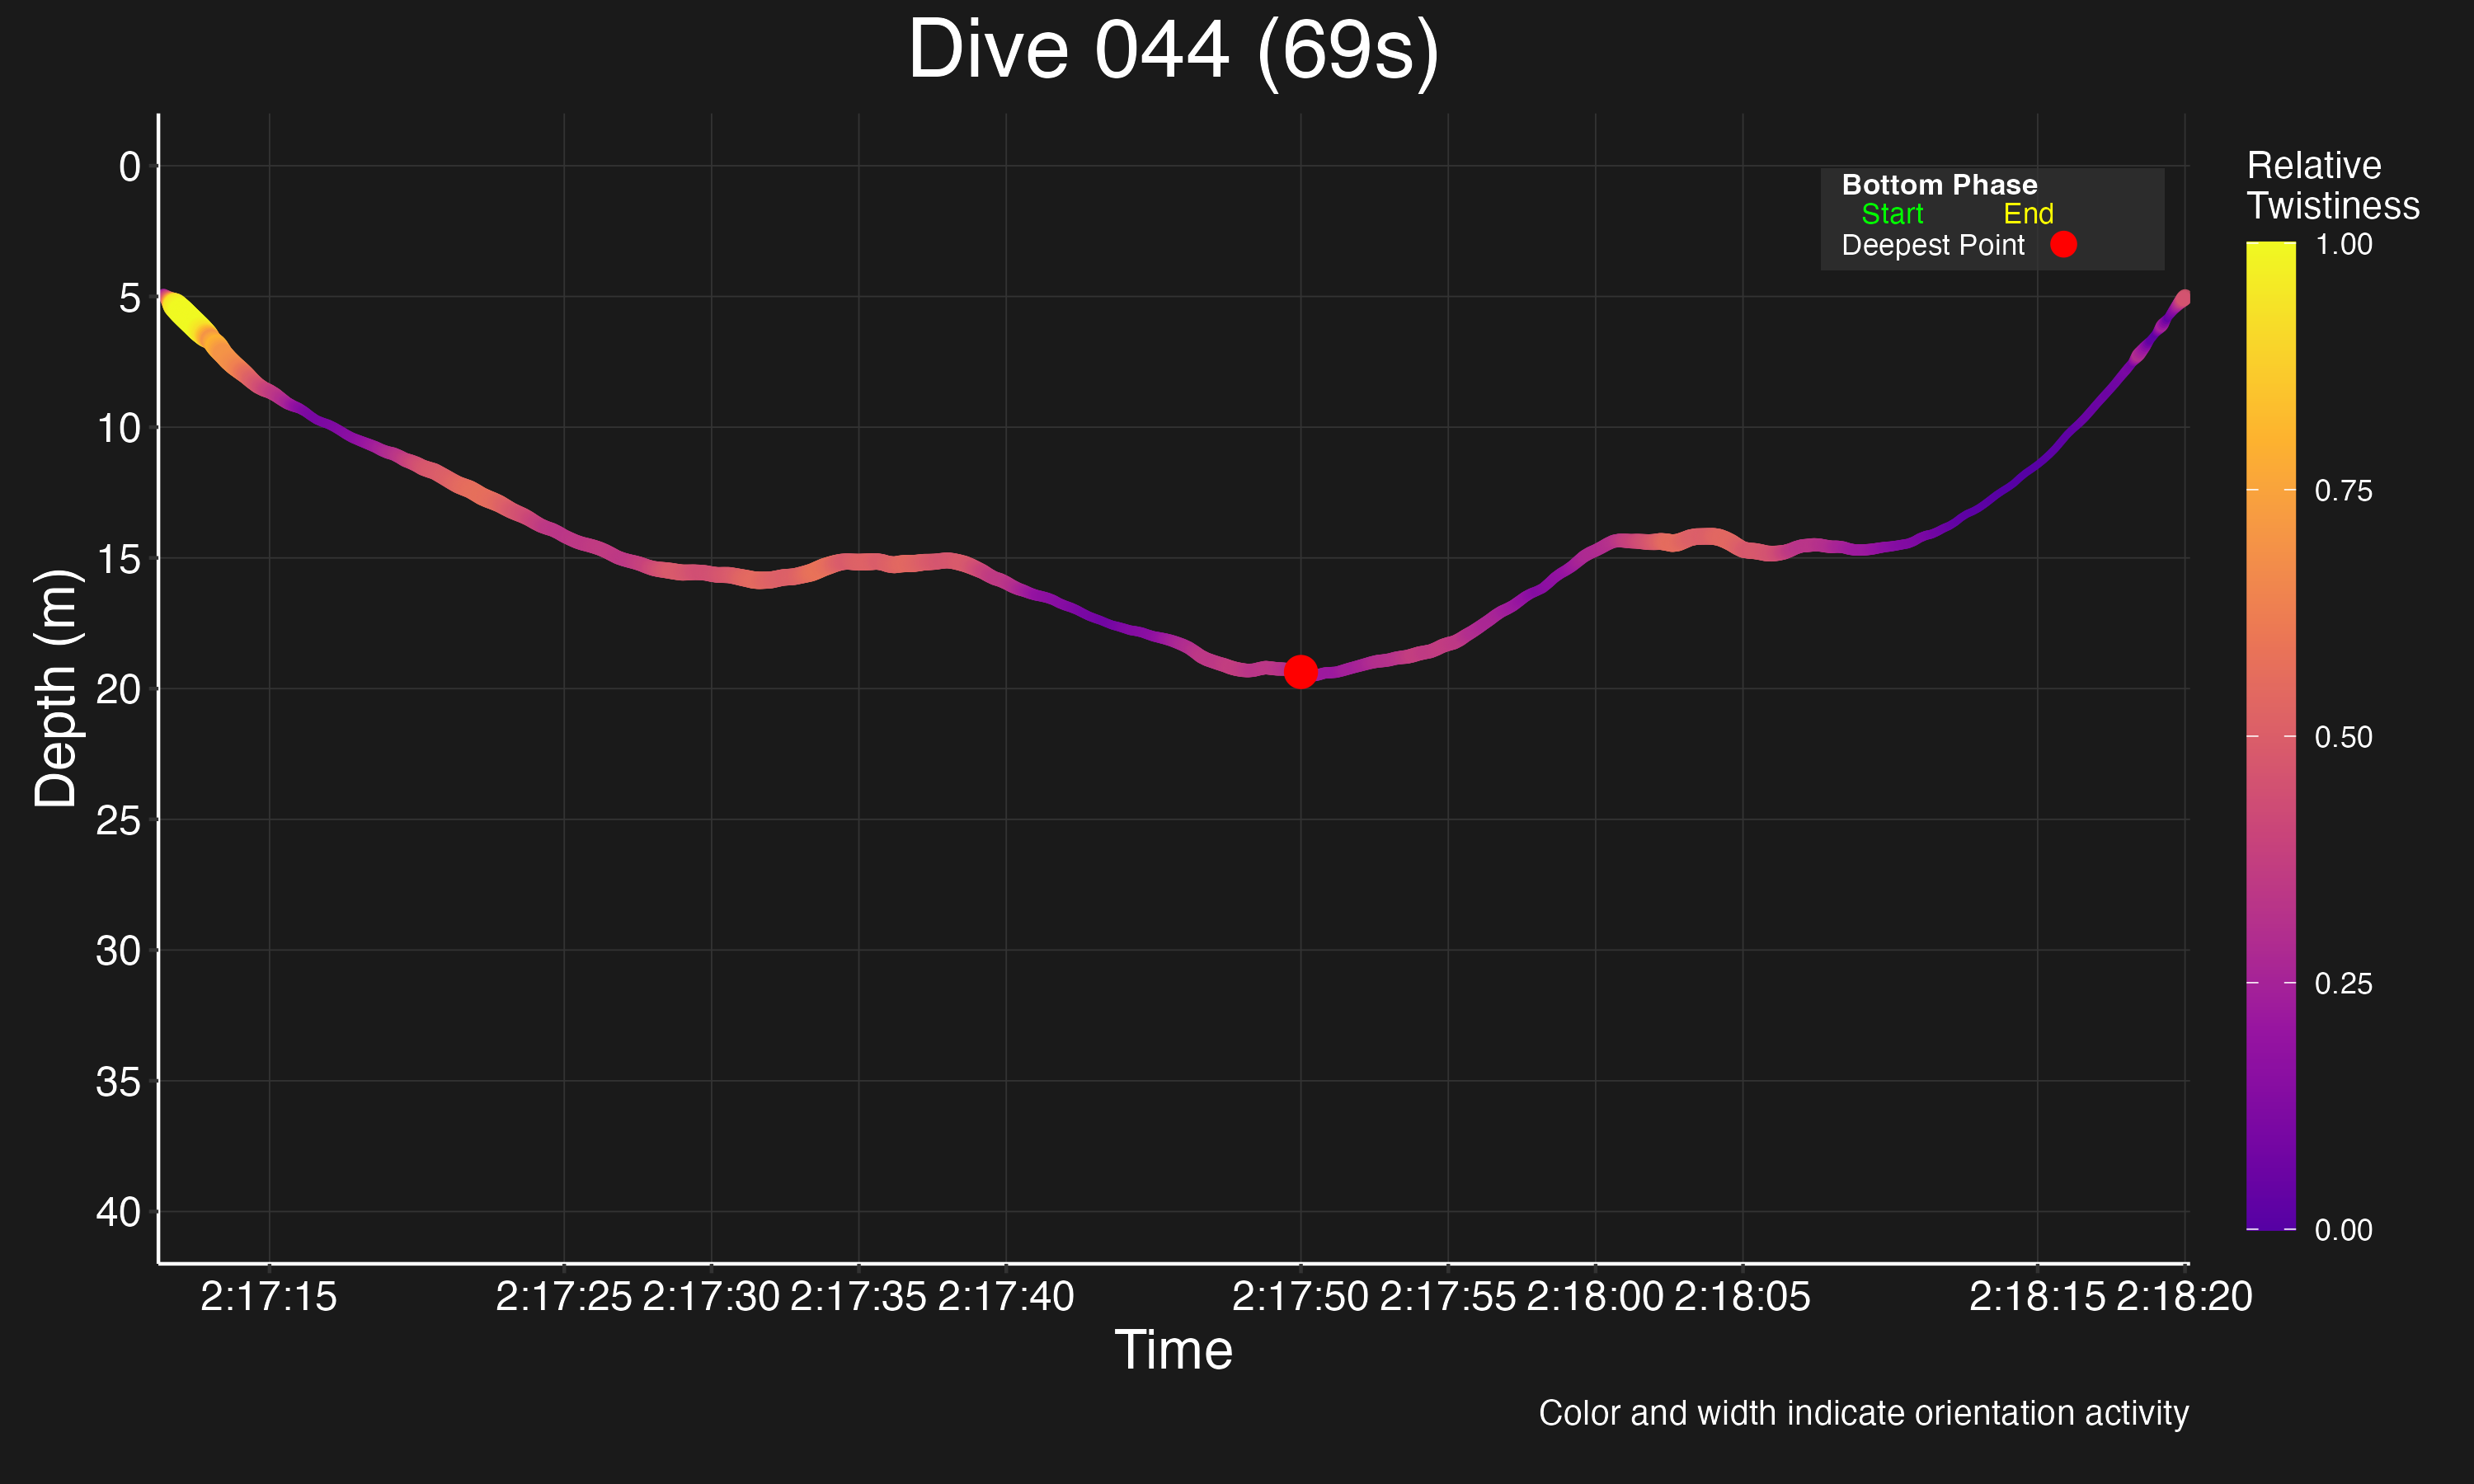 Dive 044 (69s)
Relative
Twistiness
Bottom Phase
Start End
Deepest Point
1.00
0.75
0.50
0.25
0.00
Depth (m)
0
5
10
15
20
25
30
35
40
2:17:15 2:17:25 2:17:30 2:17:35 2:17:40 2:17:50 2:17:55 2:18:00 2:18:05 2:18:15 2:18:20
Time
Color and width indicate orientation activity